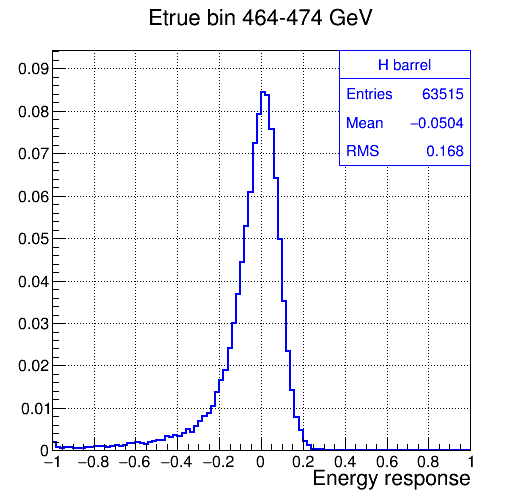 Etrue bin 464-474 GeV
H barrel
Entries 63515
Mean −0.0504
RMS 0.168
0.09
0.08
0.07
0.06
0.05
0.04
0.03
0.02
0.01
0
−1 −0.8 −0.6 −0.4 −0.2 0 0.2 0.4 0.6 0.8 1
Energy response